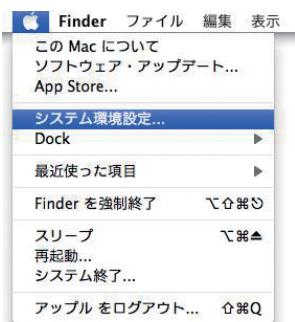 Finder ファイル 編集 表示
この Mac について
ソフトウェア・アップデート...
App Store...
システム環境設定...
Dock ▶
最近使った項目 ▶
Finder を強制終了 ⌥⇧⌘⎋
スリープ ⌥⌘⏏
再起動...
システム終了...
アップル をログアウト... ⇧⌘Q